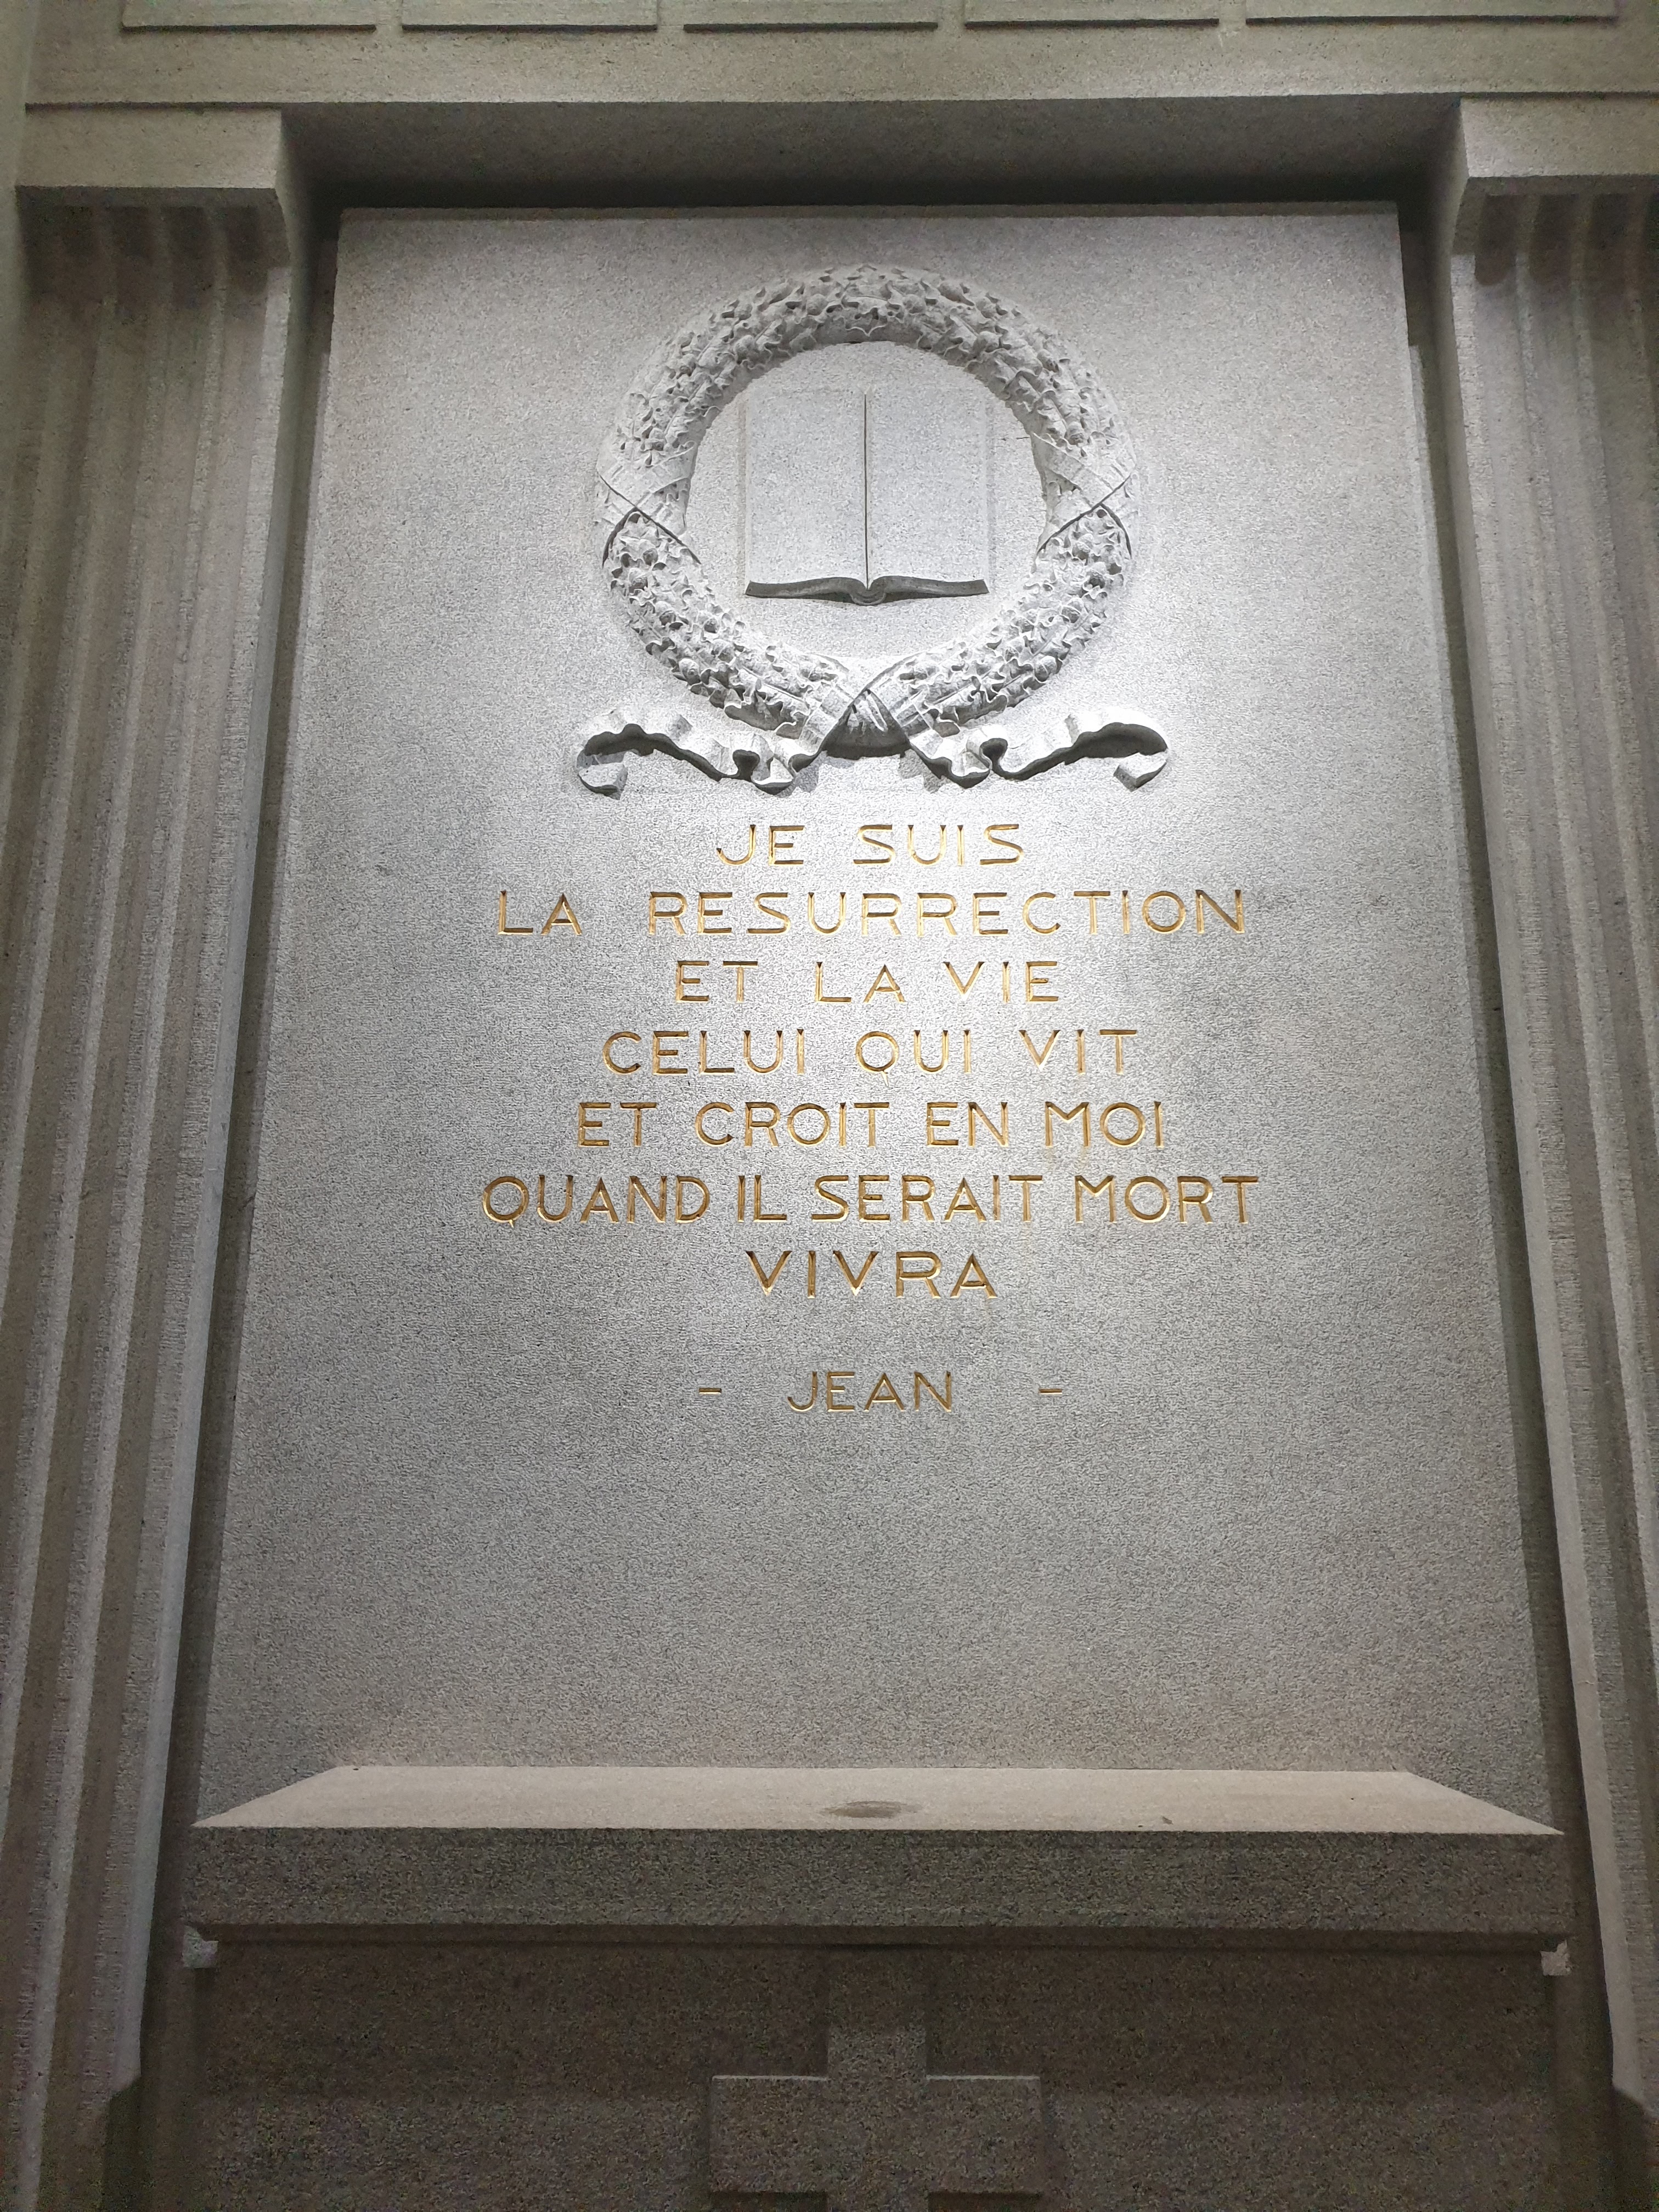 JE SUIS
LA RESURRECTION
ET LA VIE
CELUI QUI VIT
ET CROIT EN MOI
QUAND IL SERAIT MORT
VIVRA
- JEAN -